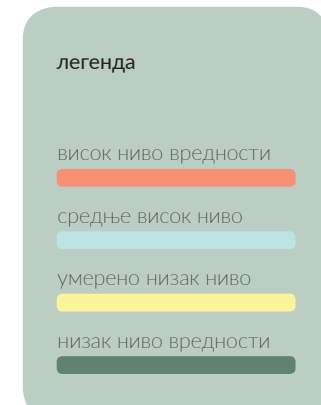 легенда
висок ниво вредности
средње висок ниво
умерено низак ниво
низак ниво вредности